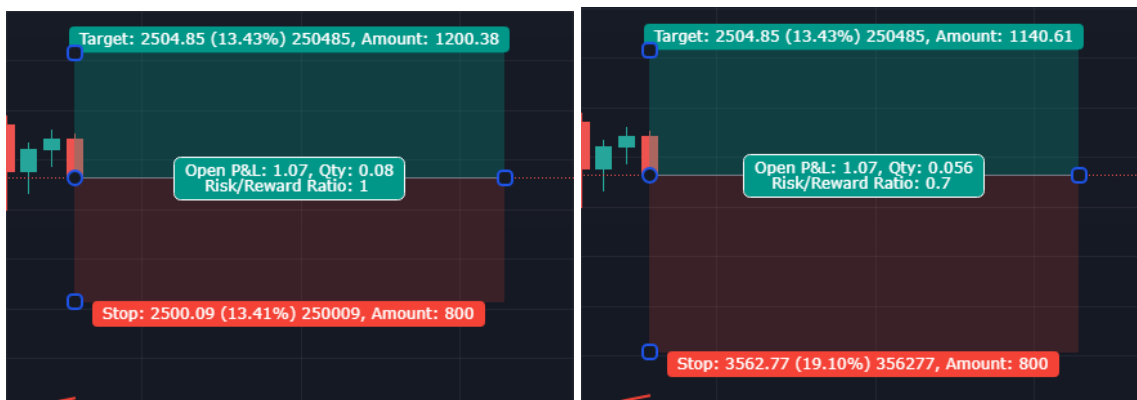 Target: 2504.85 (13.43%) 250485, Amount: 1200.38
Open P&L: 1.07, Qty: 0.08
Risk/Reward Ratio: 1
Stop: 2500.09 (13.41%) 250009, Amount: 800
Target: 2504.85 (13.43%) 250485, Amount: 1140.61
Open P&L: 1.07, Qty: 0.056
Risk/Reward Ratio: 0.7
Stop: 3562.77 (19.10%) 356277, Amount: 800